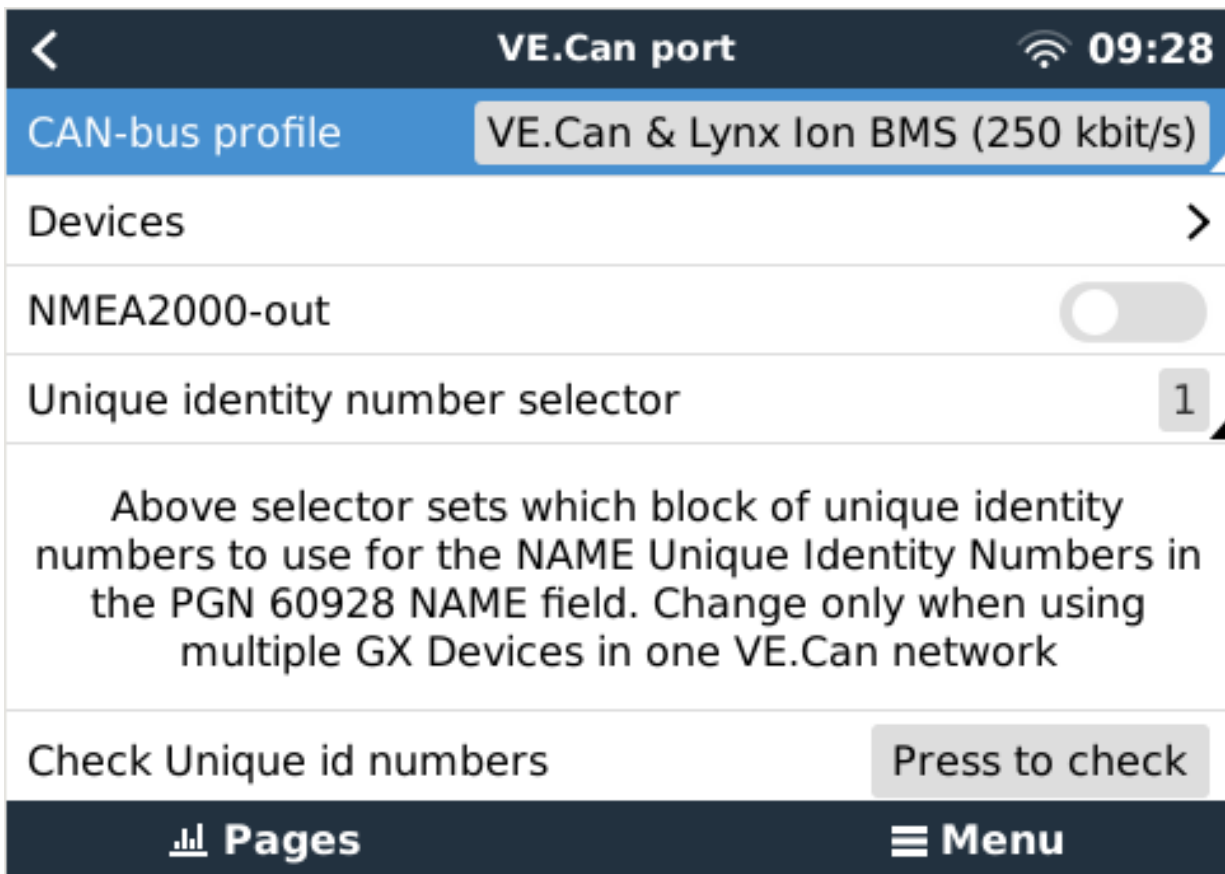 VE.Can port 09:28
CAN-bus profile VE.Can & Lynx Ion BMS (250 kbit/s)
Devices
NMEA2000-out
Unique identity number selector 1
Above selector sets which block of unique identity
numbers to use for the NAME Unique Identity Numbers in
the PGN 60928 NAME field. Change only when using
multiple GX Devices in one VE.Can network
Check Unique id numbers Press to check
Pages Menu